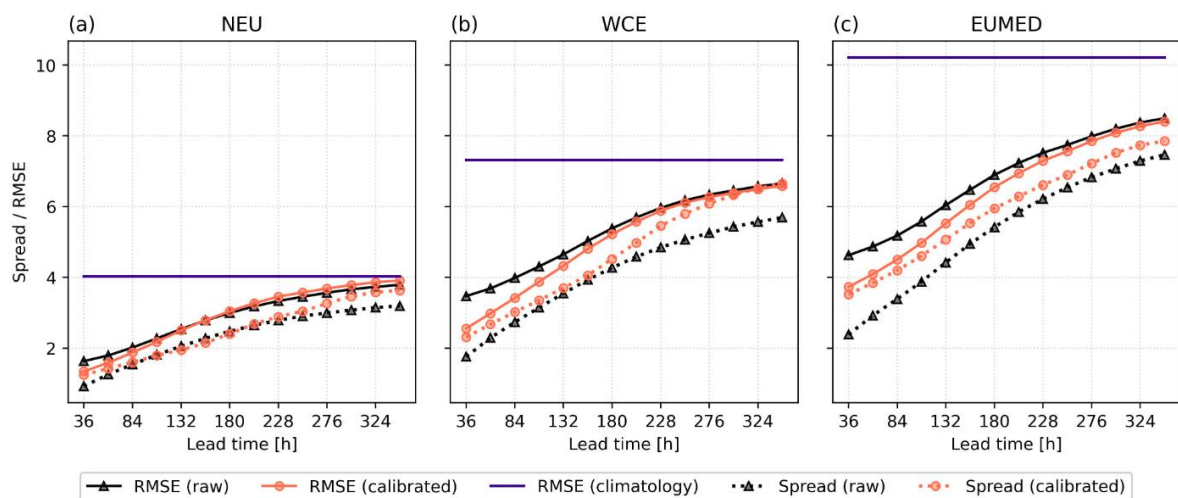 (a) NEU
(b) WCE
(c) EUMED
Spread / RMSE
10
8
6
4
2
36 84 132 180 228 276 324
36 84 132 180 228 276 324
36 84 132 180 228 276 324
Lead time [h]
Lead time [h]
Lead time [h]
RMSE (raw) RMSE (calibrated) RMSE (climatology) Spread (raw) Spread (calibrated)